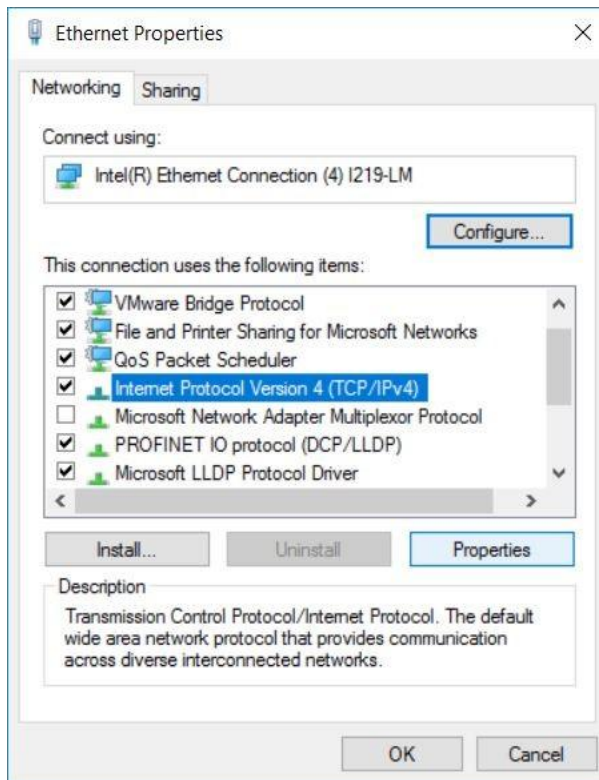 Ethernet Properties
Networking
Sharing
Connect using:
Intel(R) Ethernet Connection (4) I219-LM
Configure...
This connection uses the following items:
VMware Bridge Protocol
File and Printer Sharing for Microsoft Networks
QoS Packet Scheduler
Internet Protocol Version 4 (TCP/IPv4)
Microsoft Network Adapter Multiplexor Protocol
PROFINET IO protocol (DCP/LLDP)
Microsoft LLDP Protocol Driver
Install...
Uninstall
Properties
Description
Transmission Control Protocol/Internet Protocol. The default
wide area network protocol that provides communication
across diverse interconnected networks.
OK
Cancel